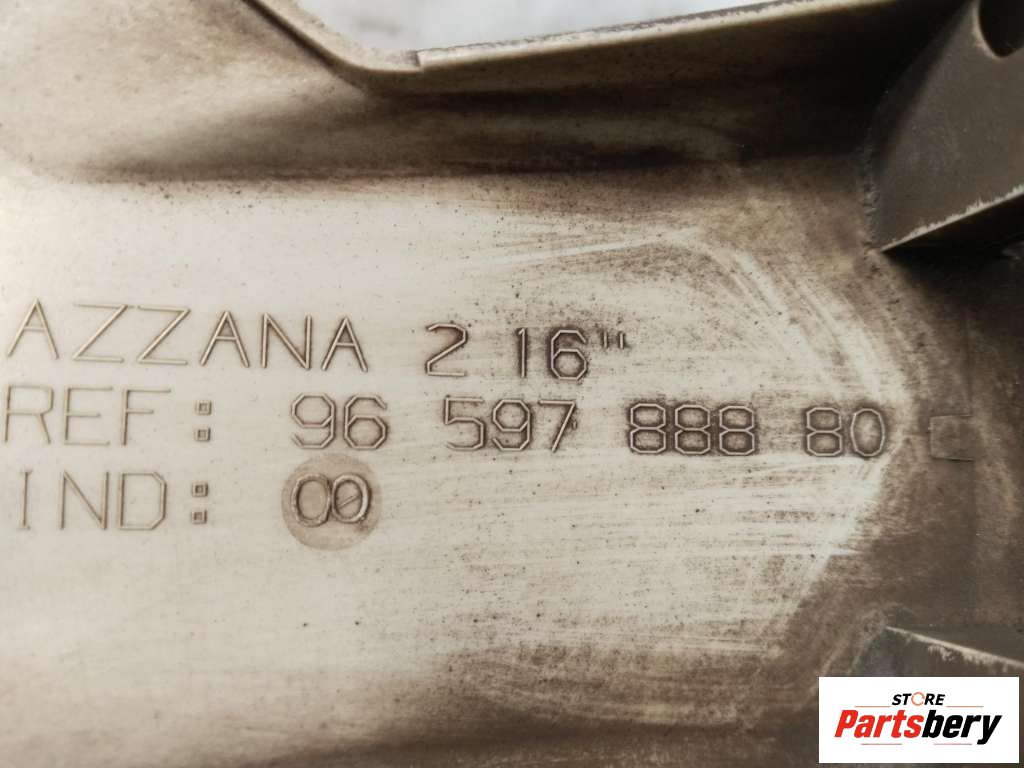 AZZANA 2 16"
REF: 96 597 888 80
IND: 00
STORE
Partsbery